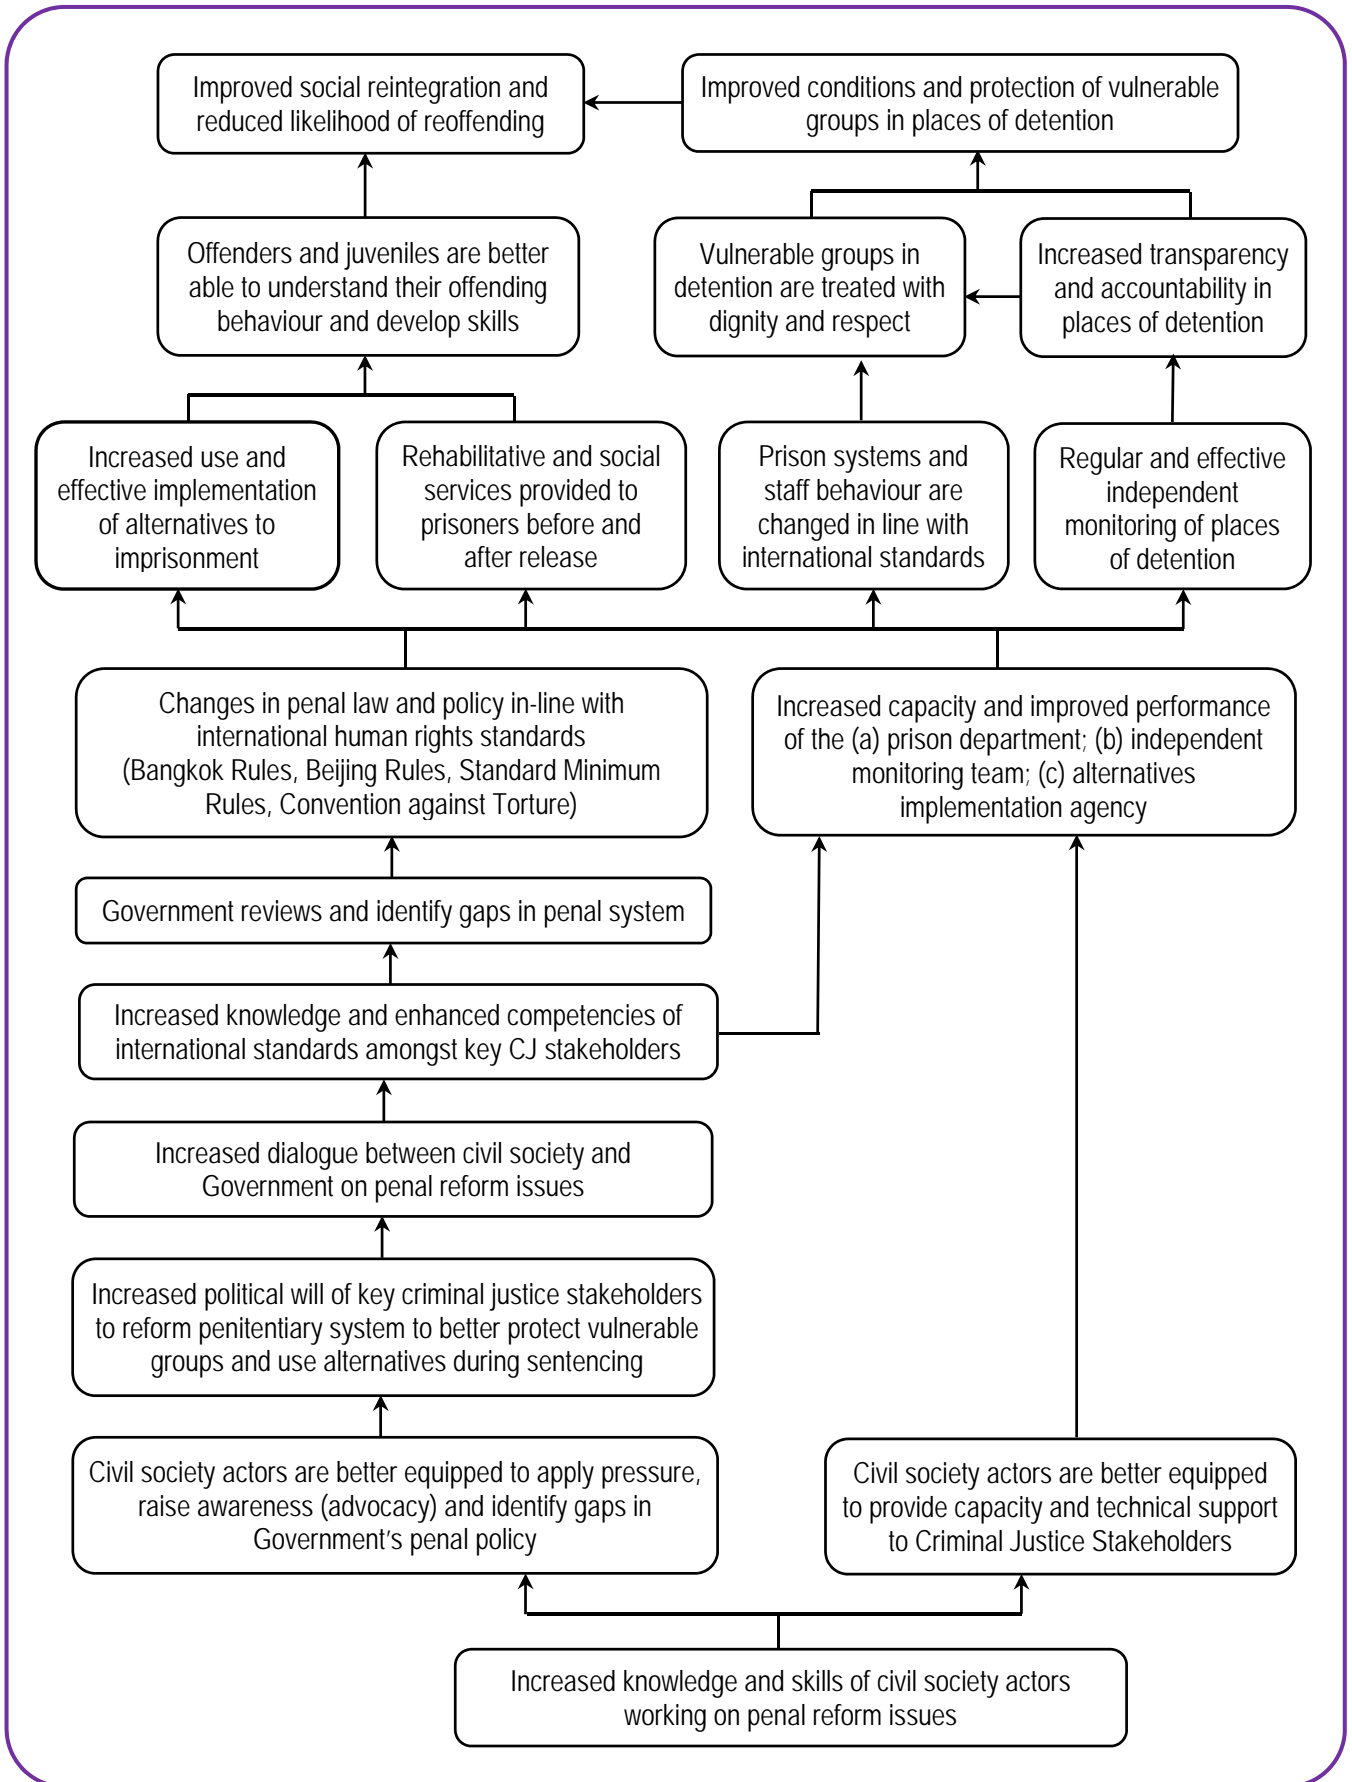 Improved social reintegration and
reduced likelihood of reoffending
Improved conditions and protection of vulnerable
groups in places of detention
Offenders and juveniles are better
able to understand their offending
behaviour and develop skills
Vulnerable groups in
detention are treated with
dignity and respect
Increased transparency
and accountability in
places of detention
Increased use and
effective implementation
of alternatives to
imprisonment
Rehabilitative and social
services provided to
prisoners before and
after release
Prison systems and
staff behaviour are
changed in line with
international standards
Regular and effective
independent
monitoring of places
of detention
Changes in penal law and policy in-line with
international human rights standards
(Bangkok Rules, Beijing Rules, Standard Minimum
Rules, Convention against Torture)
Increased capacity and improved performance
of the (a) prison department; (b) independent
monitoring team; (c) alternatives
implementation agency
Government reviews and identify gaps in penal system
Increased knowledge and enhanced competencies of
international standards amongst key CJ stakeholders
Increased dialogue between civil society and
Government on penal reform issues
Increased political will of key criminal justice stakeholders
to reform penitentiary system to better protect vulnerable
groups and use alternatives during sentencing
Civil society actors are better equipped to apply pressure,
raise awareness (advocacy) and identify gaps in
Government's penal policy
Civil society actors are better equipped
to provide capacity and technical support
to Criminal Justice Stakeholders
Increased knowledge and skills of civil society actors
working on penal reform issues